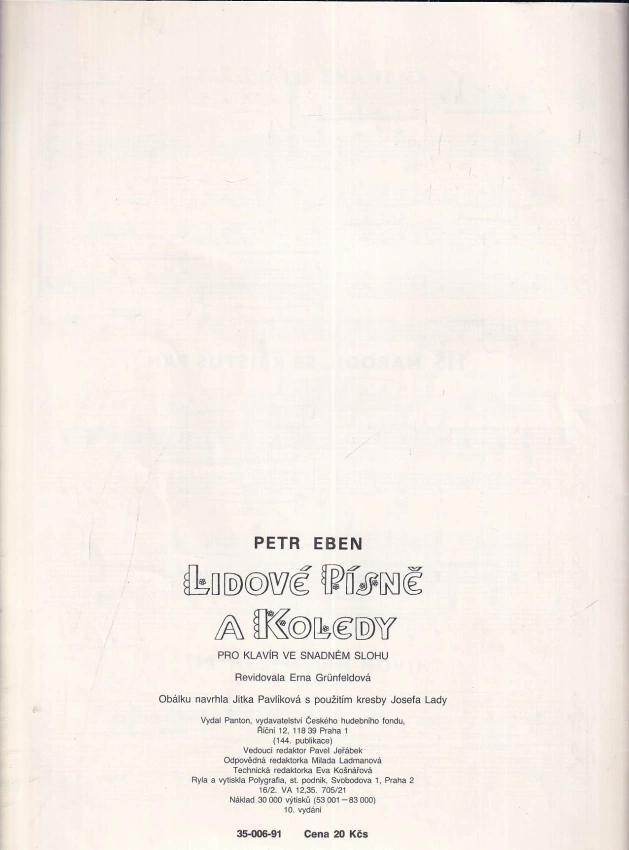 PETR EBEN
LIDOVÉ PÍSNĚ
A KOLEDY
PRO KLAVÍR VE SNADNÉM SLOHU
Revidovala Erna Grünfeldová
Obálku navrhla Jitka Pavlíková s použitím kresby Josefa Lady
Vydal Panton, vydavatelství Českého hudebního fondu,
Říční 12, 118 39 Praha 1
(144. publikace)
Vedoucí redaktor Pavel Jeřábek
Odpovědná redaktorka Milada Ladmanová
Technická redaktorka Eva Košnářová
Ryla a vytiskla Polygrafia, st. podnik, Svobodova 1, Praha 2
16/2. VA 12,35. 705/21
Náklad 30 000 výtisků (53 001 — 83 000)
10. vydání
35-006-91 Cena 20 Kčs